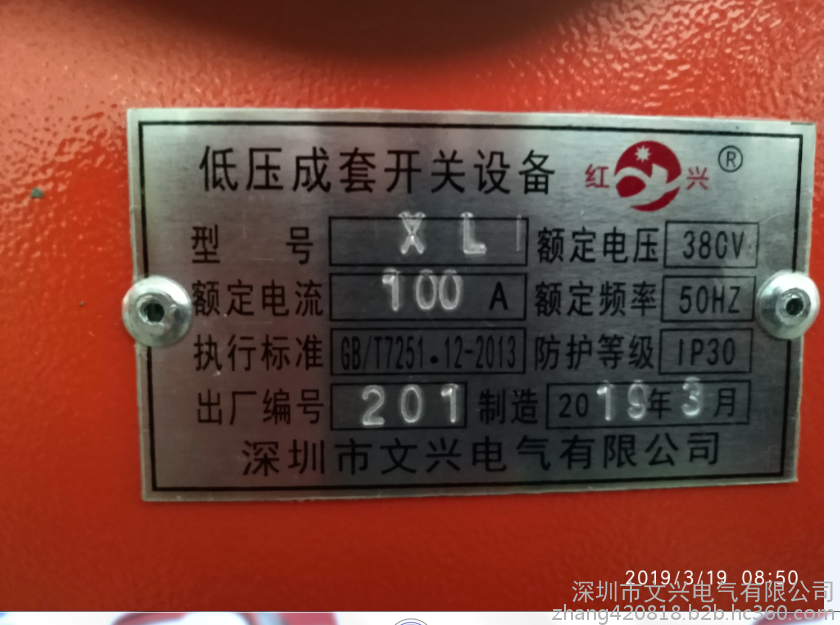 低压成套开关设备 红 兴 ®
型 号 XL 额定电压 380V
额定电流 100 A 额定频率 50HZ
执行标准 GB/T7251.12-2013 防护等级 IP30
出厂编号 201 制造 2019年3月
深圳市文兴电气有限公司
2019/3/19 08:50
深圳市文兴电气有限公司
zhang420818.b2b.hc360.com